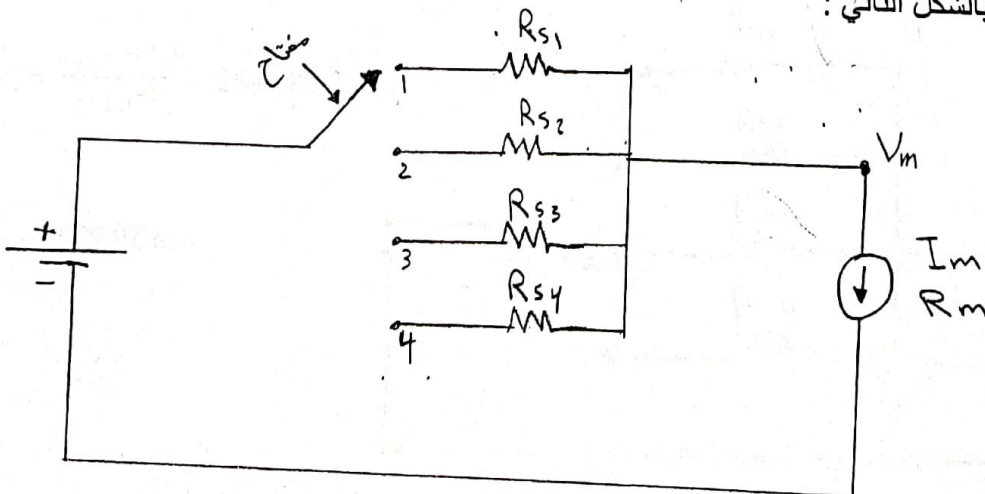 بالشكل التالي :
مفتاح
Rs1
1
Rs2
2
Vm
Rs3
3
+
-
Im
Rm
Rs4
4